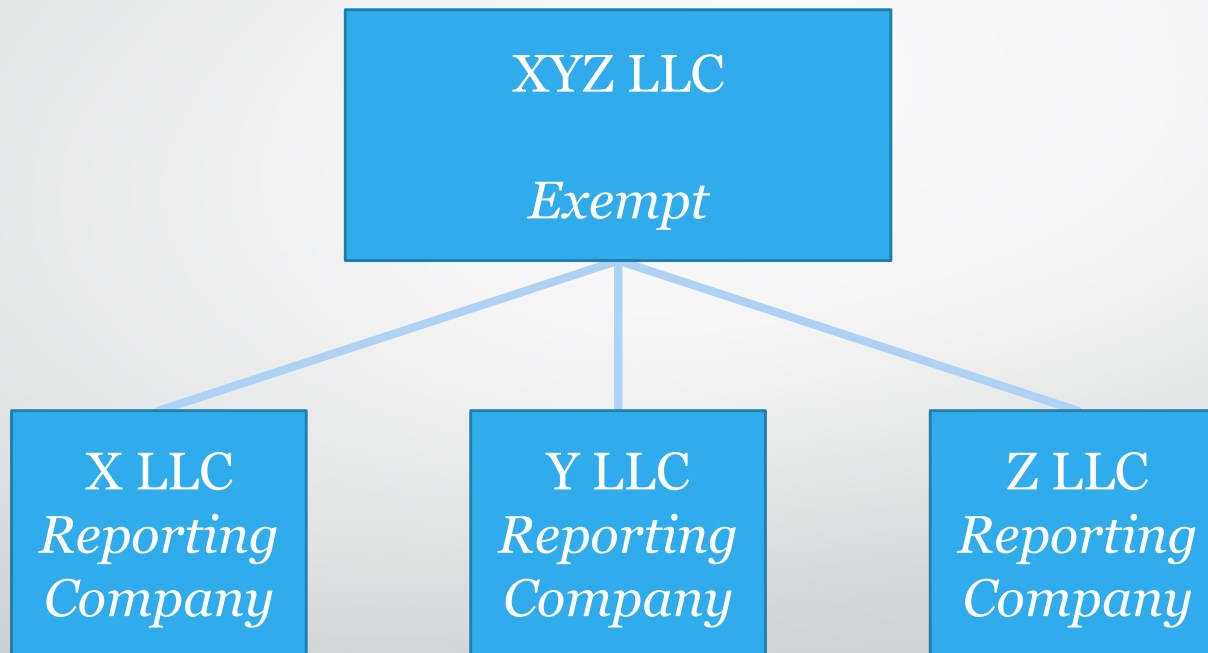 XYZ LLC
Exempt
X LLC
Reporting
Company
Y LLC
Reporting
Company
Z LLC
Reporting
Company